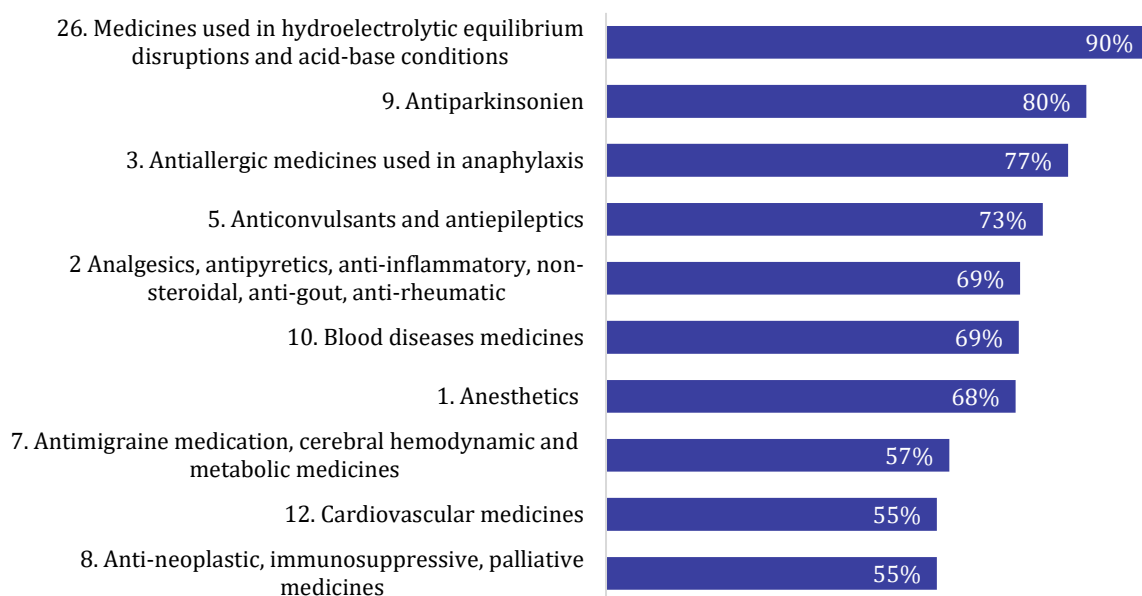 26. Medicines used in hydroelectrolytic equilibrium
disruptions and acid-base conditions
90%
9. Antiparkinsonien
80%
3. Antiallergic medicines used in anaphylaxis
77%
5. Anticonvulsants and antiepileptics
73%
2 Analgesics, antipyretics, anti-inflammatory, non-
steroidal, anti-gout, anti-rheumatic
69%
10. Blood diseases medicines
69%
1. Anesthetics
68%
7. Antimigraine medication, cerebral hemodynamic and
metabolic medicines
57%
12. Cardiovascular medicines
55%
8. Anti-neoplastic, immunosuppressive, palliative
medicines
55%